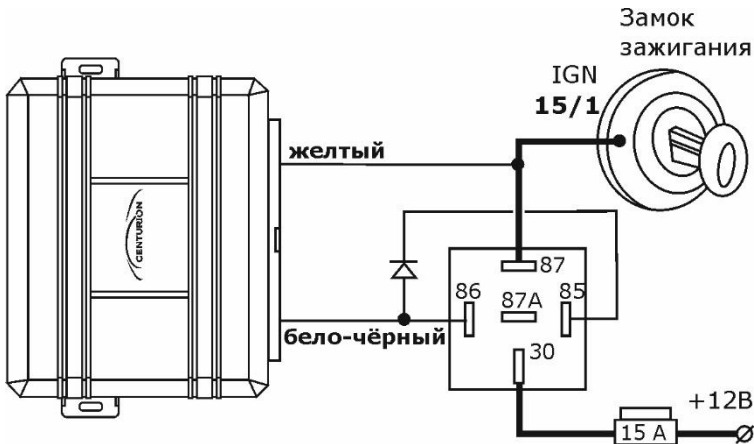 Замок
зажигания
IGN
15/1
желтый
CENTURION
87
86
87A
85
бело-чёрный
30
+12В
15 A